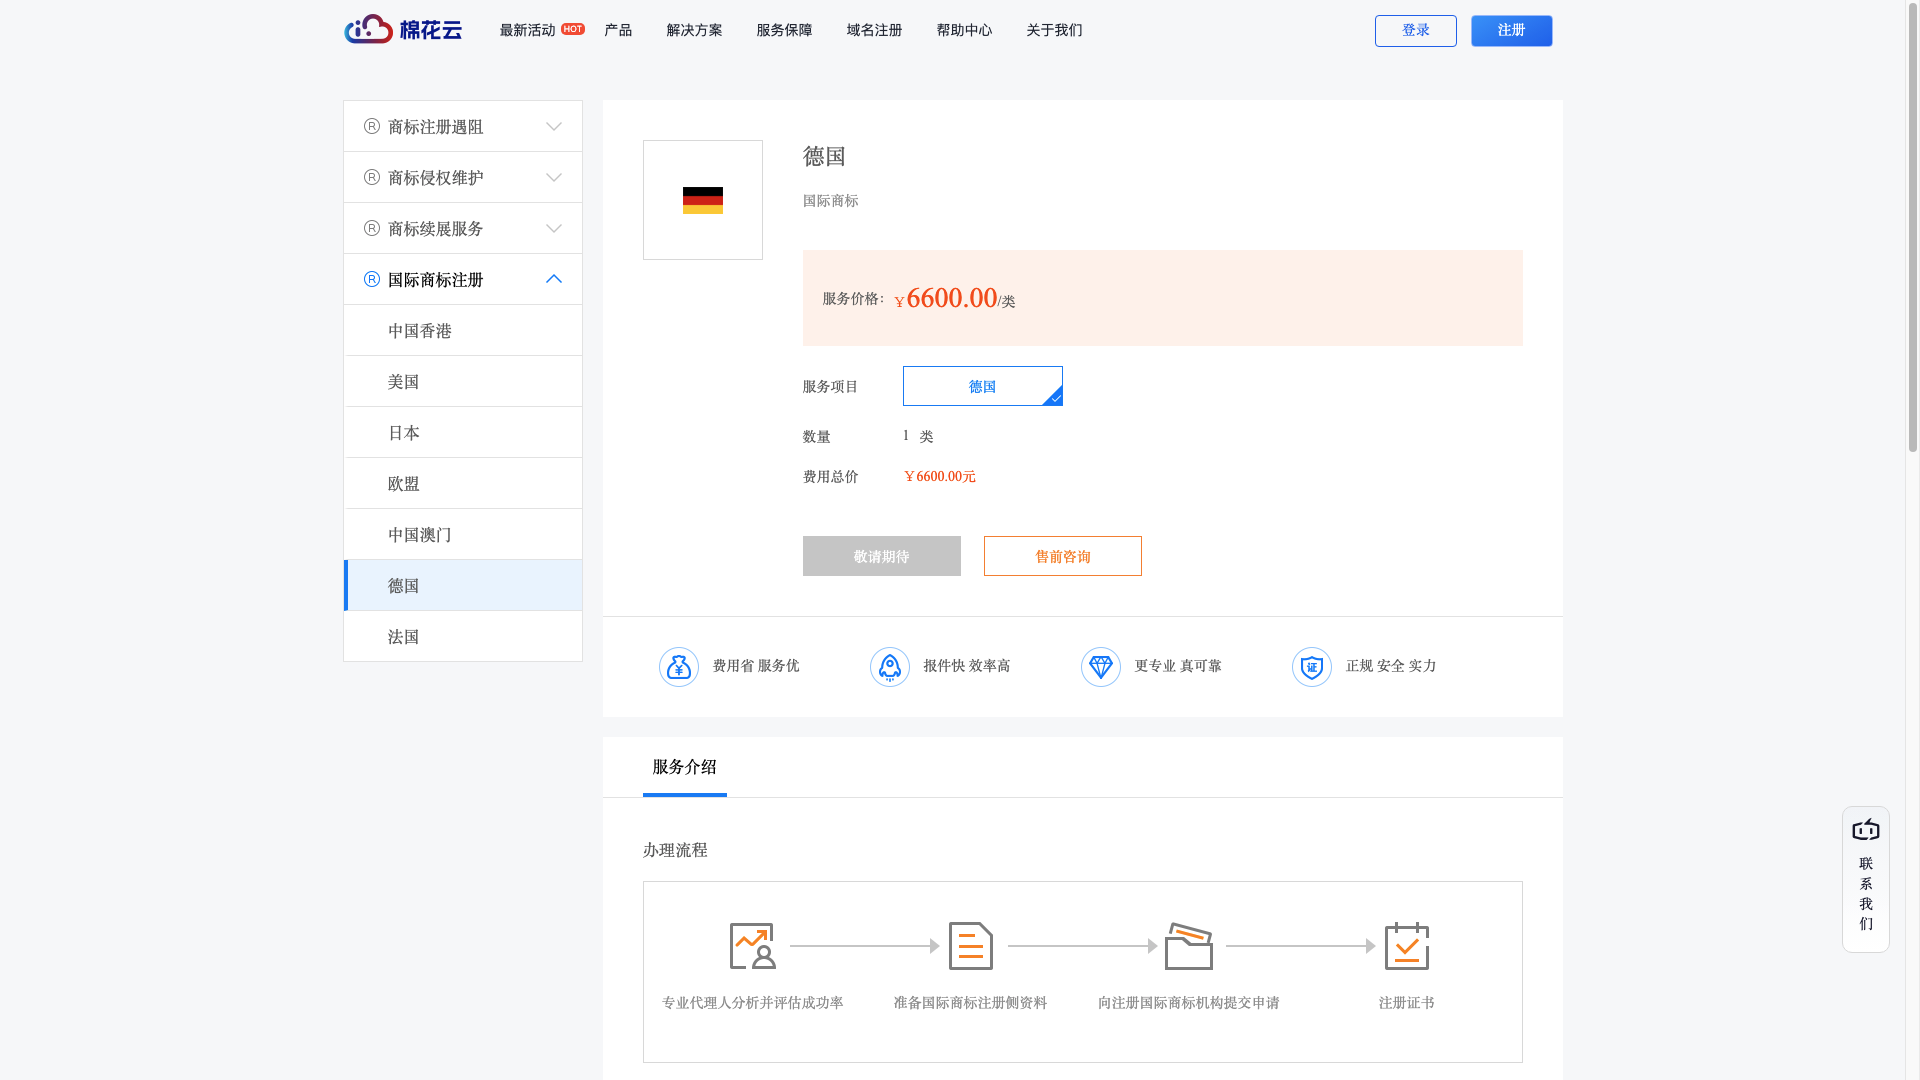 棉花云
最新活动 HOT 产品 解决方案 服务保障 域名注册 帮助中心 关于我们
登录 注册
® 商标注册遇阻
® 商标侵权维护
® 商标续展服务
® 国际商标注册
中国香港
美国
日本
欧盟
中国澳门
德国
法国
德国
国际商标
服务价格: ¥6600.00/类
服务项目 德国
数量 1 类
费用总价 ¥6600.00元
敬请期待 售前咨询
费用省 服务优 报件快 效率高 更专业 真可靠 证 正规 安全 实力
服务介绍
办理流程
专业代理人分析并评估成功率 准备国际商标注册侧资料 向注册国际商标机构提交申请 注册证书
联
系
我
们